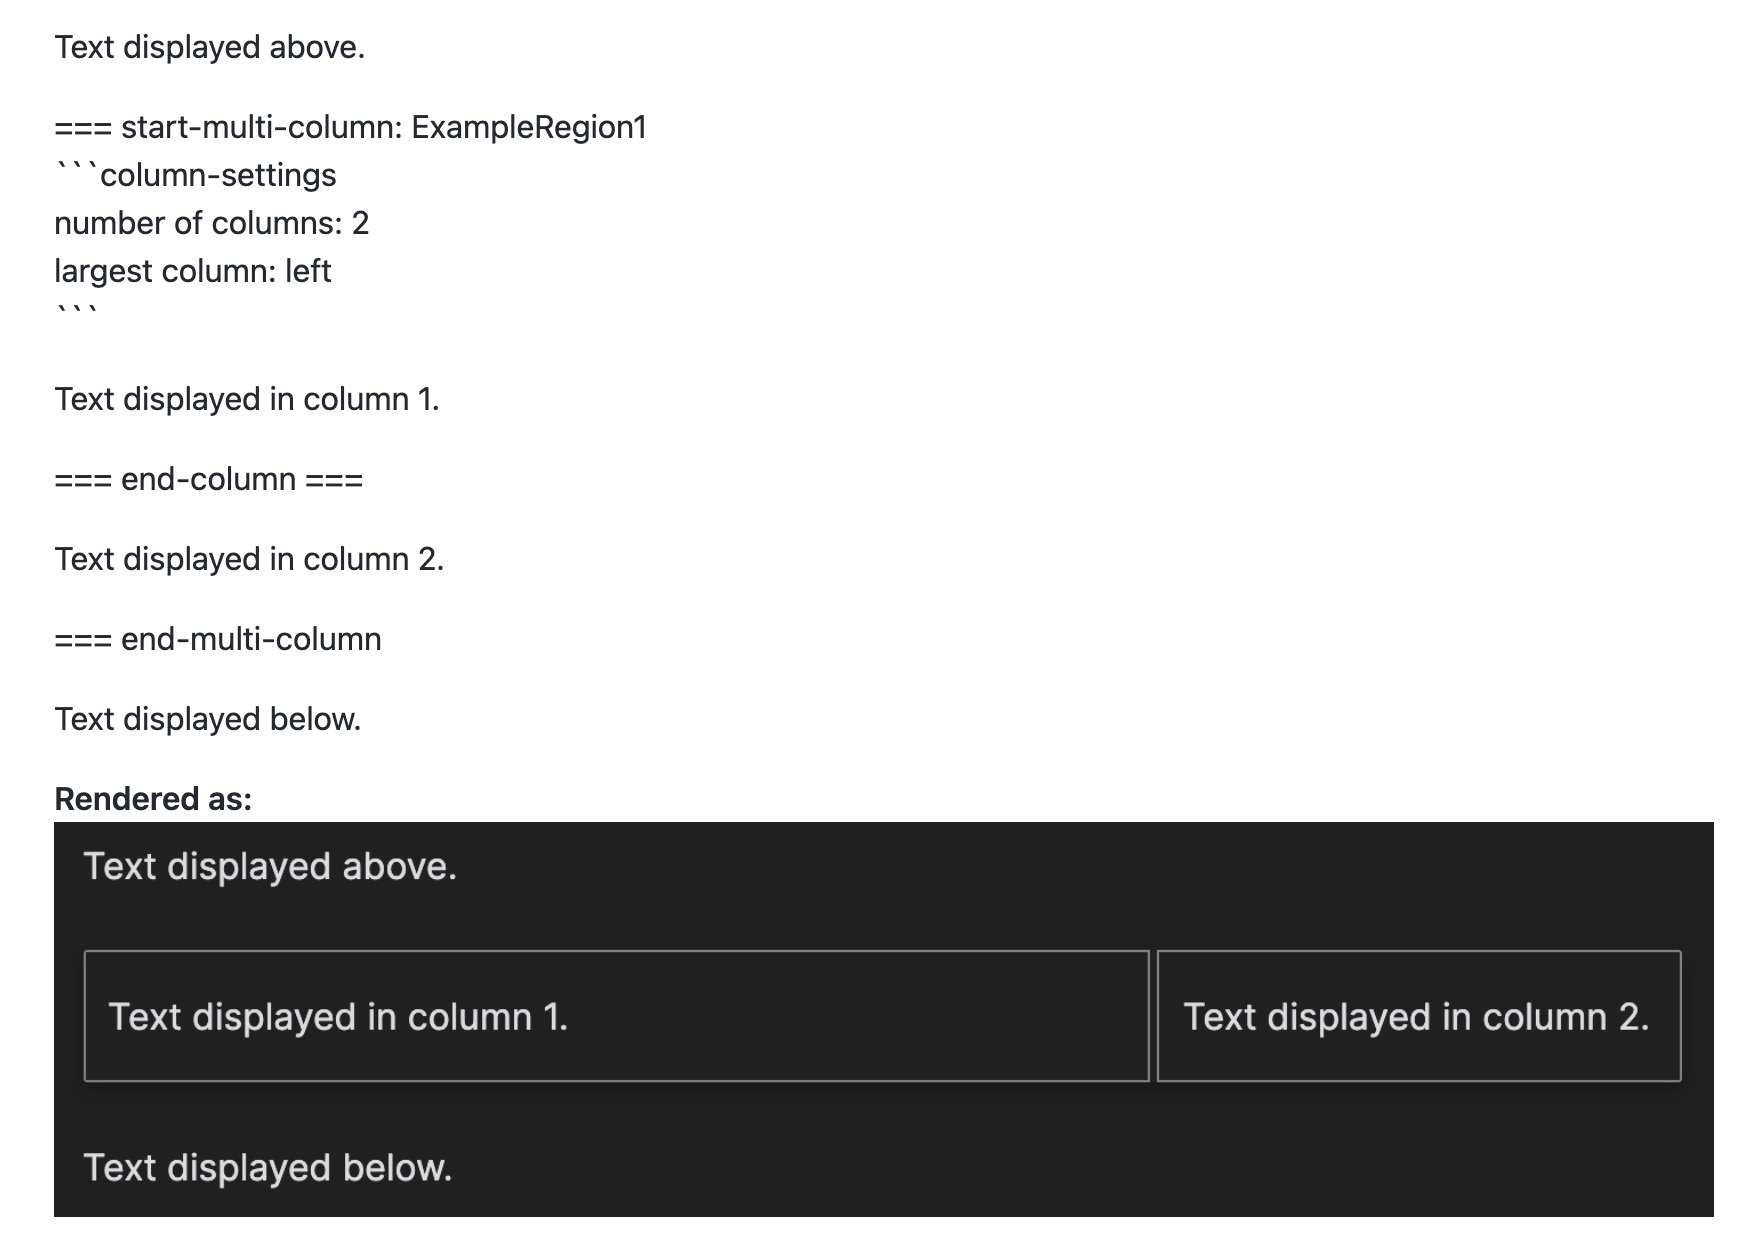 Text displayed above.
=== start-multi-column: ExampleRegion1
```column-settings
number of columns: 2
largest column: left
```
Text displayed in column 1.
=== end-column ===
Text displayed in column 2.
=== end-multi-column
Text displayed below.
Rendered as:
Text displayed above.
Text displayed in column 1.
Text displayed in column 2.
Text displayed below.